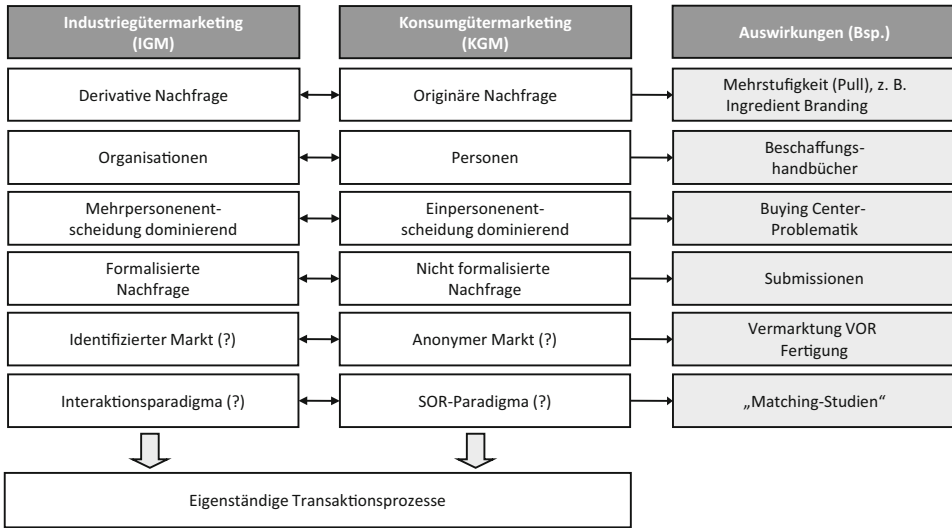 Industriegütermarketing
(IGM)
Konsumgütermarketing
(KGM)
Auswirkungen (Bsp.)
Derivative Nachfrage
Originäre Nachfrage
Mehrstufigkeit (Pull), z. B.
Ingredient Branding
Organisationen
Personen
Beschaffungs-
handbücher
Mehrpersonenent-
scheidung dominierend
Einpersonenent-
scheidung dominierend
Buying Center-
Problematik
Formalisierte
Nachfrage
Nicht formalisierte
Nachfrage
Submissionen
Identifizierter Markt (?)
Anonymer Markt (?)
Vermarktung VOR
Fertigung
Interaktionsparadigma (?)
SOR-Paradigma (?)
„Matching-Studien“
Eigenständige Transaktionsprozesse